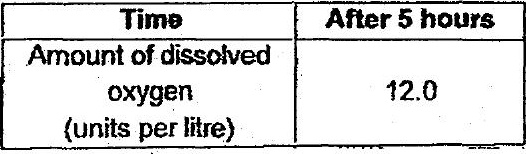 Time After 5 hours
Amount of dissolved
oxygen 12.0
(units per litre)